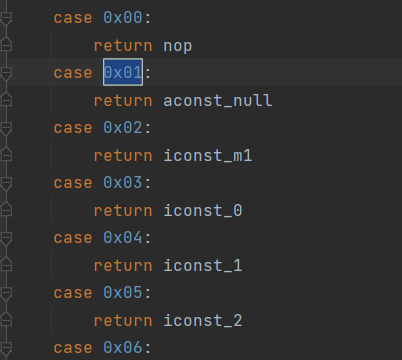 case 0x00:
return nop
case 0x01:
return aconst_null
case 0x02:
return iconst_m1
case 0x03:
return iconst_0
case 0x04:
return iconst_1
case 0x05:
return iconst_2
case 0x06: